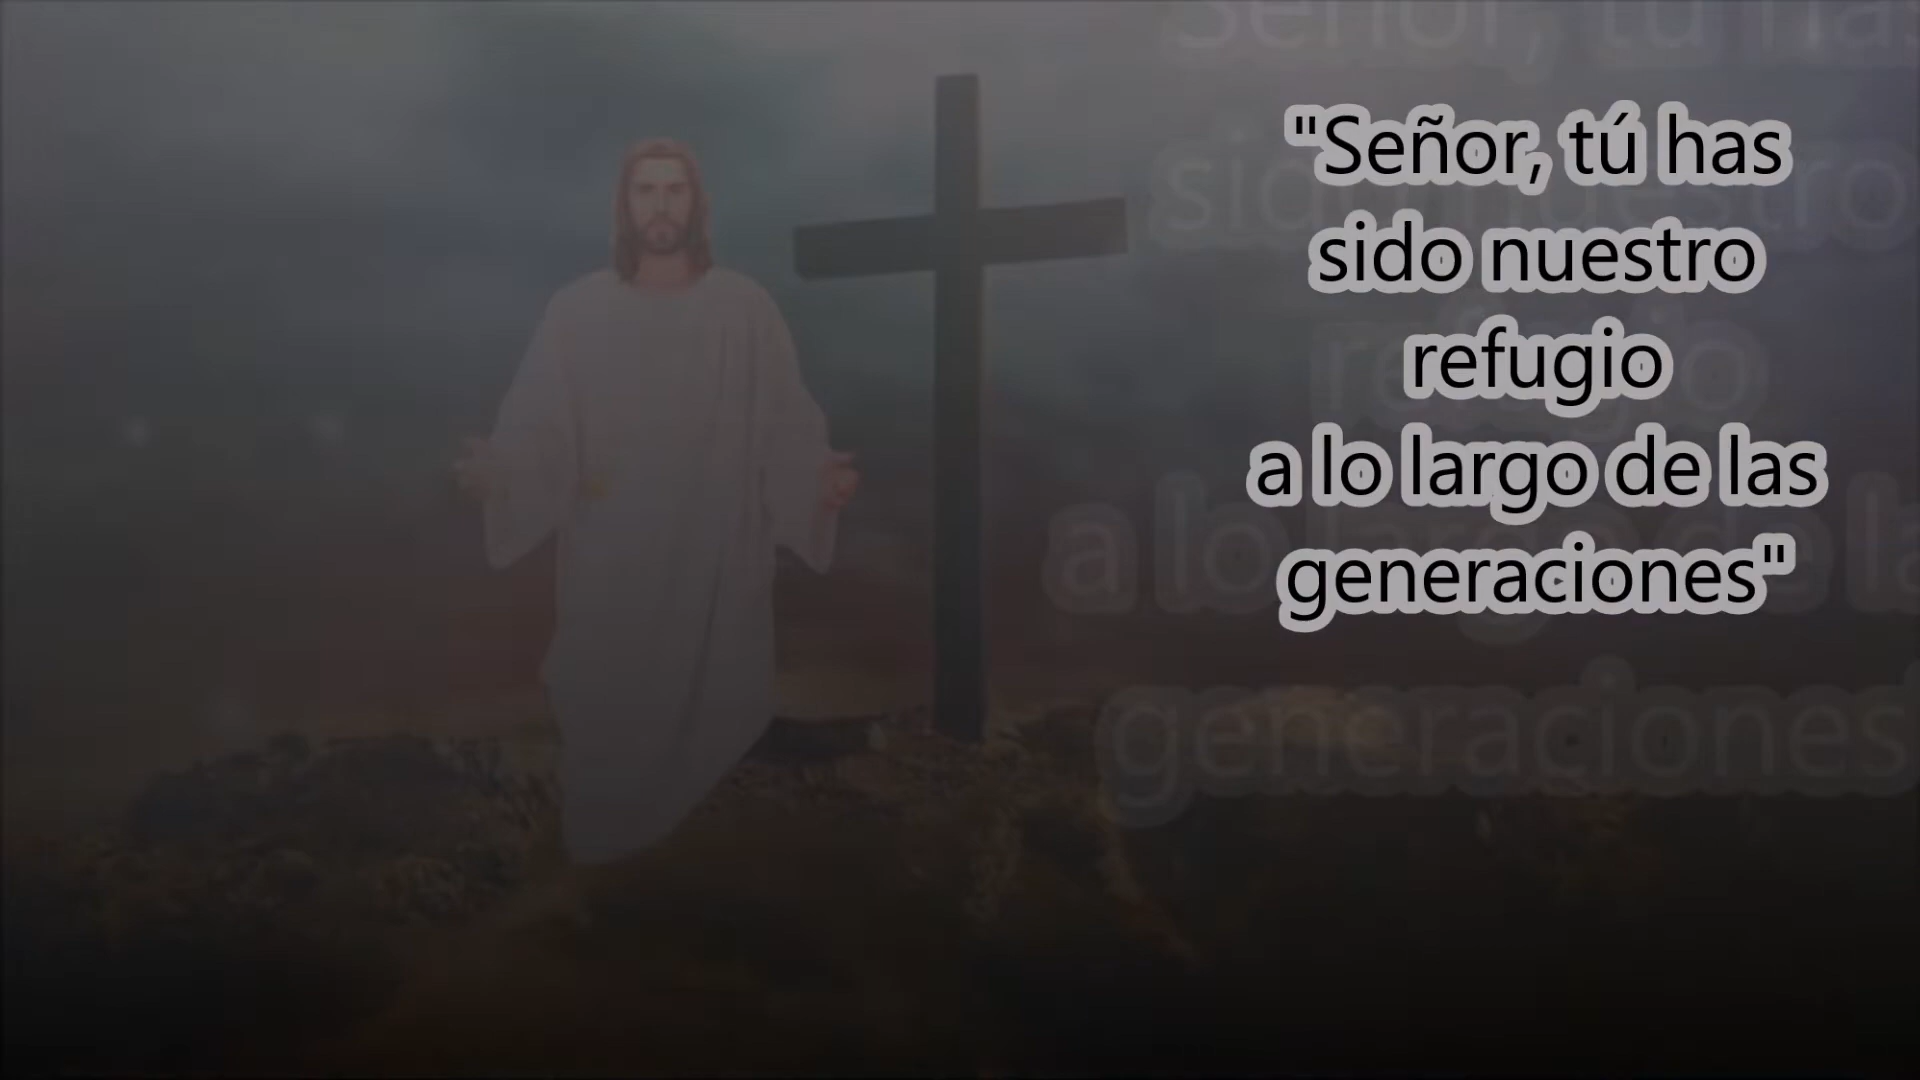 "Señor, tú has
sido nuestro
refugio
a lo largo de las
generaciones"